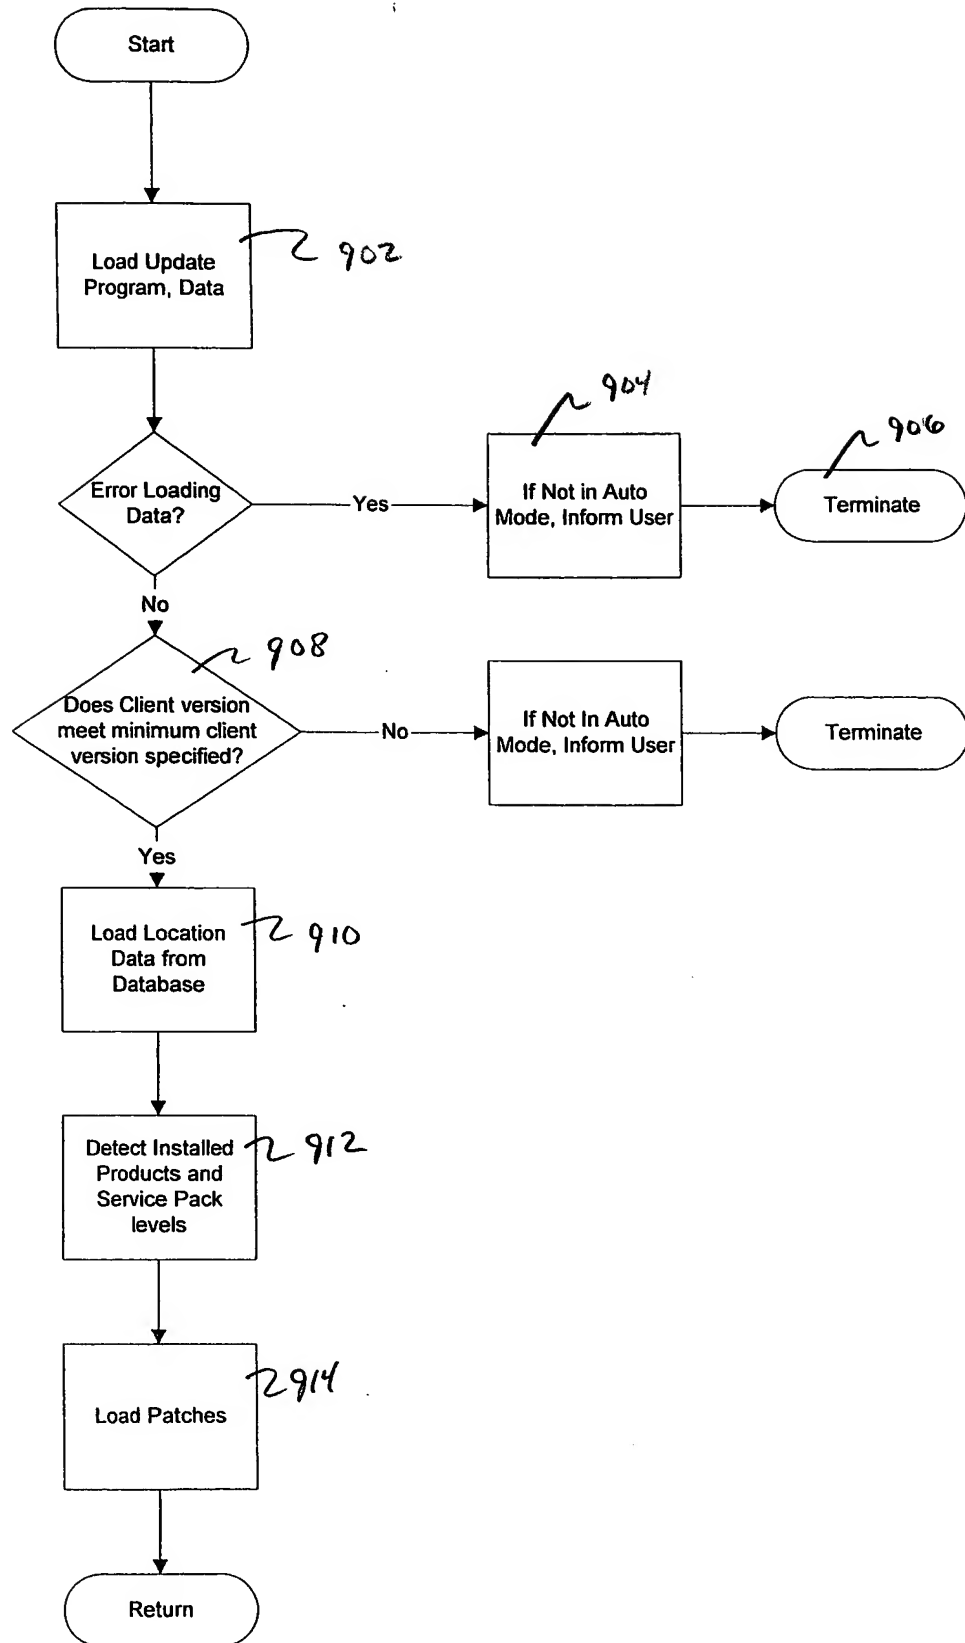 Start
Load Update
Program, Data
902
Error Loading
Data?
Yes
904
If Not in Auto
Mode, Inform User
906
Terminate
No
908
Does Client version
meet minimum client
version specified?
No
If Not In Auto
Mode, Inform User
Terminate
Yes
Load Location
Data from
Database
910
Detect Installed
Products and
Service Pack
levels
912
Load Patches
914
Return